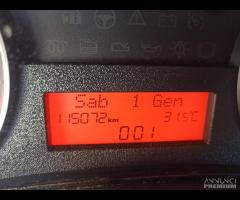 Sab 1 Gen
115072 km 31.5°C
0:01
ANNUNCI
PREMIUM